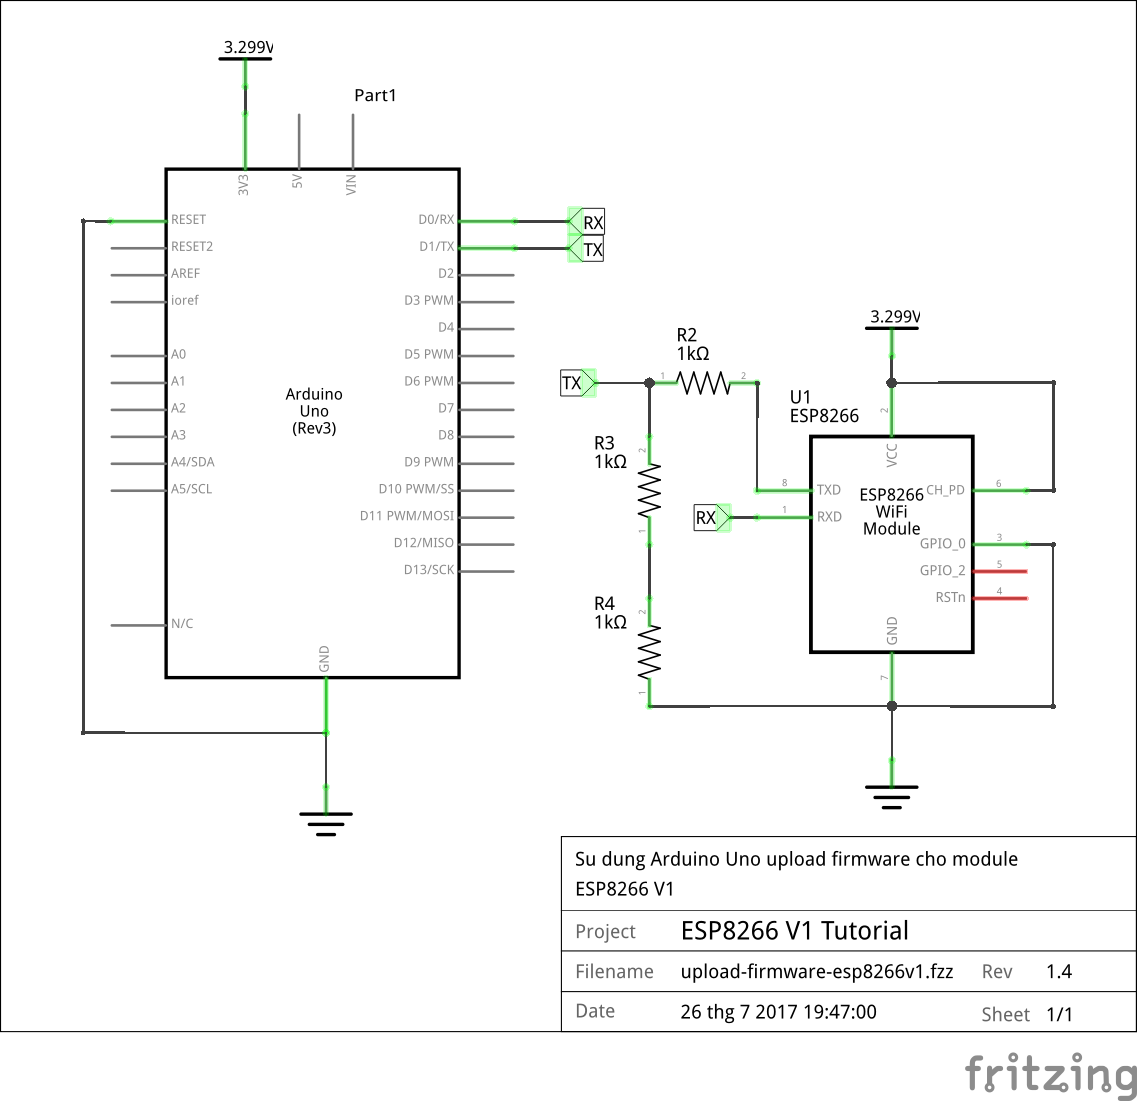 3.299V
Part1
3V3
5V
VIN
RESET
RESET2
AREF
ioref
A0
A1
A2
A3
A4/SDA
A5/SCL
N/C
Arduino
Uno
(Rev3)
GND
D0/RX
D1/TX
D2
D3 PWM
D4
D5 PWM
D6 PWM
D7
D8
D9 PWM
D10 PWM/SS
D11 PWM/MOSI
D12/MISO
D13/SCK
RX
TX
TX
R2
1kΩ
1
2
R3
1kΩ
2
1
R4
1kΩ
2
1
RX
3.299V
U1
ESP8266
2
VCC
8
TXD
1
RXD
ESP8266
WiFi
Module
CH_PD
6
GPIO_0
3
GPIO_2
5
RSTn
4
GND
7
Su dung Arduino Uno upload firmware cho module
ESP8266 V1
Project ESP8266 V1 Tutorial
Filename upload-firmware-esp8266v1.fzz Rev 1.4
Date 26 thg 7 2017 19:47:00 Sheet 1/1
fritzing